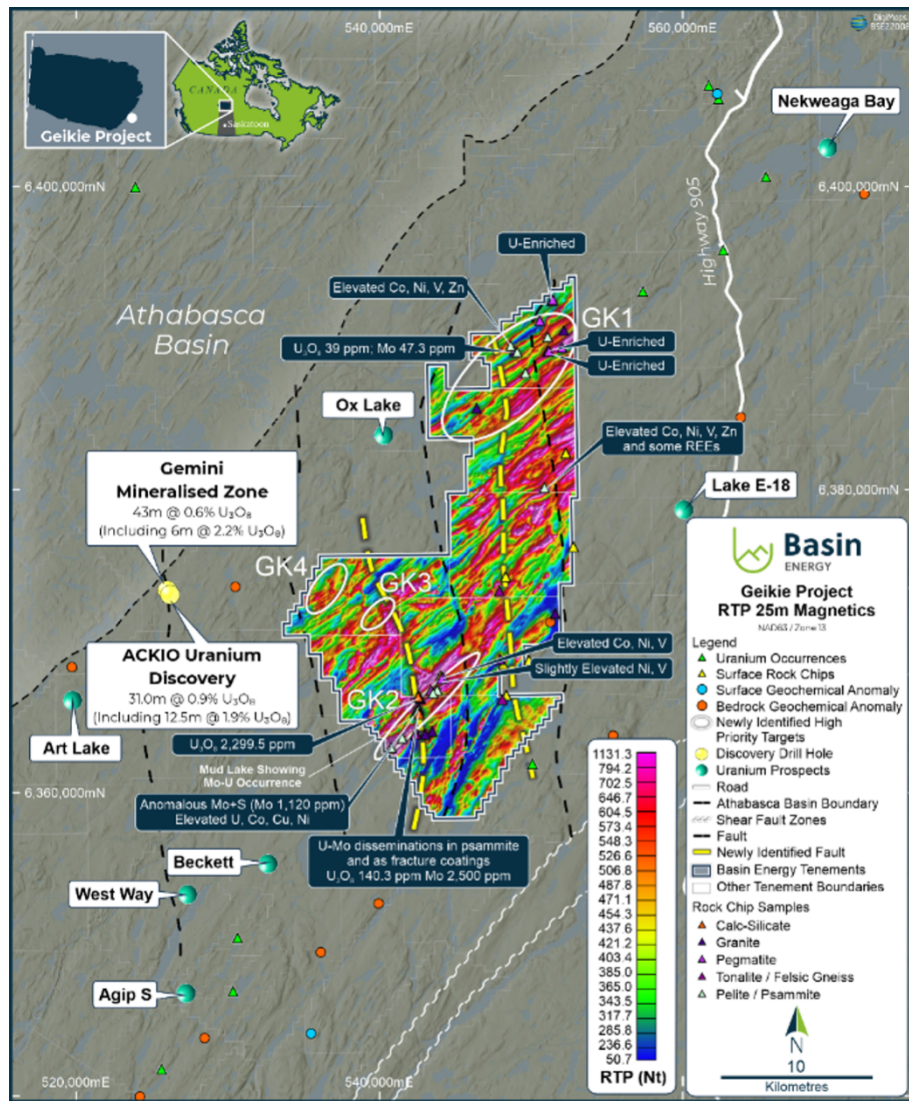 DigiMaps
BSE22008
540,000mE
560,000mE
CANADA
Saskatoon
Geikie Project
Nekweaga Bay
6,400,000mN
6,400,000mN
Highway 905
U-Enriched
Elevated Co, Ni, V, Zn
GK1
Athabasca
Basin
U₃O₈ 39 ppm; Mo 47.3 ppm
U-Enriched
U-Enriched
Ox Lake
Elevated Co, Ni, V, Zn
and some REEs
Gemini
Mineralised Zone
43m @ 0.6% U₃O₈
(Including 6m @ 2.2% U₃O₈)
6,380,000mN
Lake E-18
GK4
GK3
ACKIO Uranium
Discovery
31.0m @ 0.9% U₃O₈
(Including 12.5m @ 1.9% U₃O₈)
Elevated Co, Ni, V
Slightly Elevated Ni, V
GK2
Art Lake
U₃O₈ 2,299.5 ppm
Mud Lake Showing
Mo-U Occurrence
6,360,000mN
Anomalous Mo+S (Mo 1,120 ppm)
Elevated U, Co, Cu, Ni
U-Mo disseminations in psammite
and as fracture coatings
U₃O₈ 140.3 ppm Mo 2,500 ppm
Beckett
West Way
Agip S
520,000mE
540,000mE
1131.3
794.2
702.5
646.7
604.5
573.4
548.3
526.6
506.8
487.8
471.1
454.3
437.6
421.2
403.4
385.0
365.0
343.5
317.7
285.8
236.6
50.7
RTP (Nt)
Basin
ENERGY
Geikie Project
RTP 25m Magnetics
NAD83 / Zone 13
Legend
Uranium Occurrences
Surface Rock Chips
Surface Geochemical Anomaly
Bedrock Geochemical Anomaly
Newly Identified High
Priority Targets
Discovery Drill Hole
Uranium Prospects
Road
Athabasca Basin Boundary
Shear Fault Zones
Fault
Newly Identified Fault
Basin Energy Tenements
Other Tenement Boundaries
Rock Chip Samples
Calc-Silicate
Granite
Pegmatite
Tonalite / Felsic Gneiss
Pelite / Psammite
N
10
Kilometres